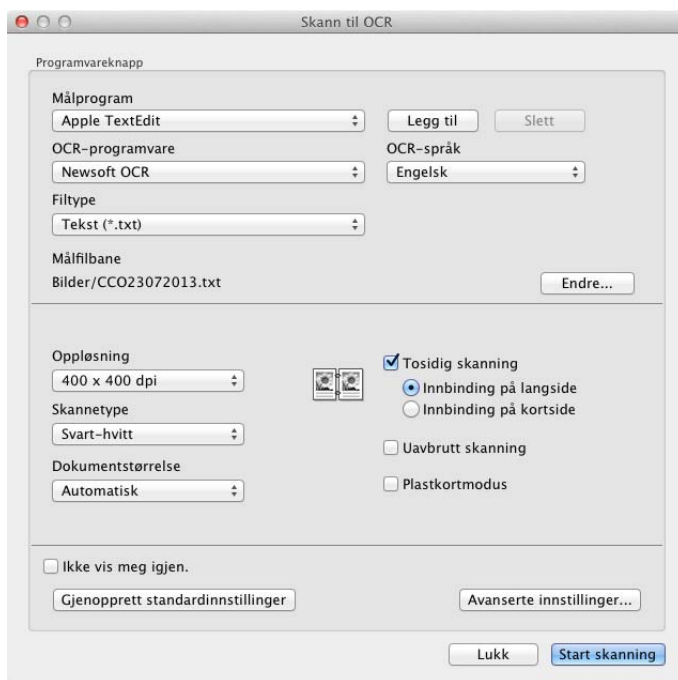 Skann til OCR
Programvareknapp
Målprogram
Apple TextEdit
Legg til
Slett
OCR-programvare
OCR-språk
Newsoft OCR
Engelsk
Filtype
Tekst (*.txt)
Målfilbane
Bilder/CCO23072013.txt
Endre...
Oppløsning
400 x 400 dpi
Skannetype
Svart-hvitt
Dokumentstørrelse
Automatisk
Tosidig skanning
Innbinding på langside
Innbinding på kortside
Uavbrutt skanning
Plastkortmodus
Ikke vis meg igjen.
Gjenopprett standardinnstillinger
Avanserte innstillinger...
Lukk
Start skanning